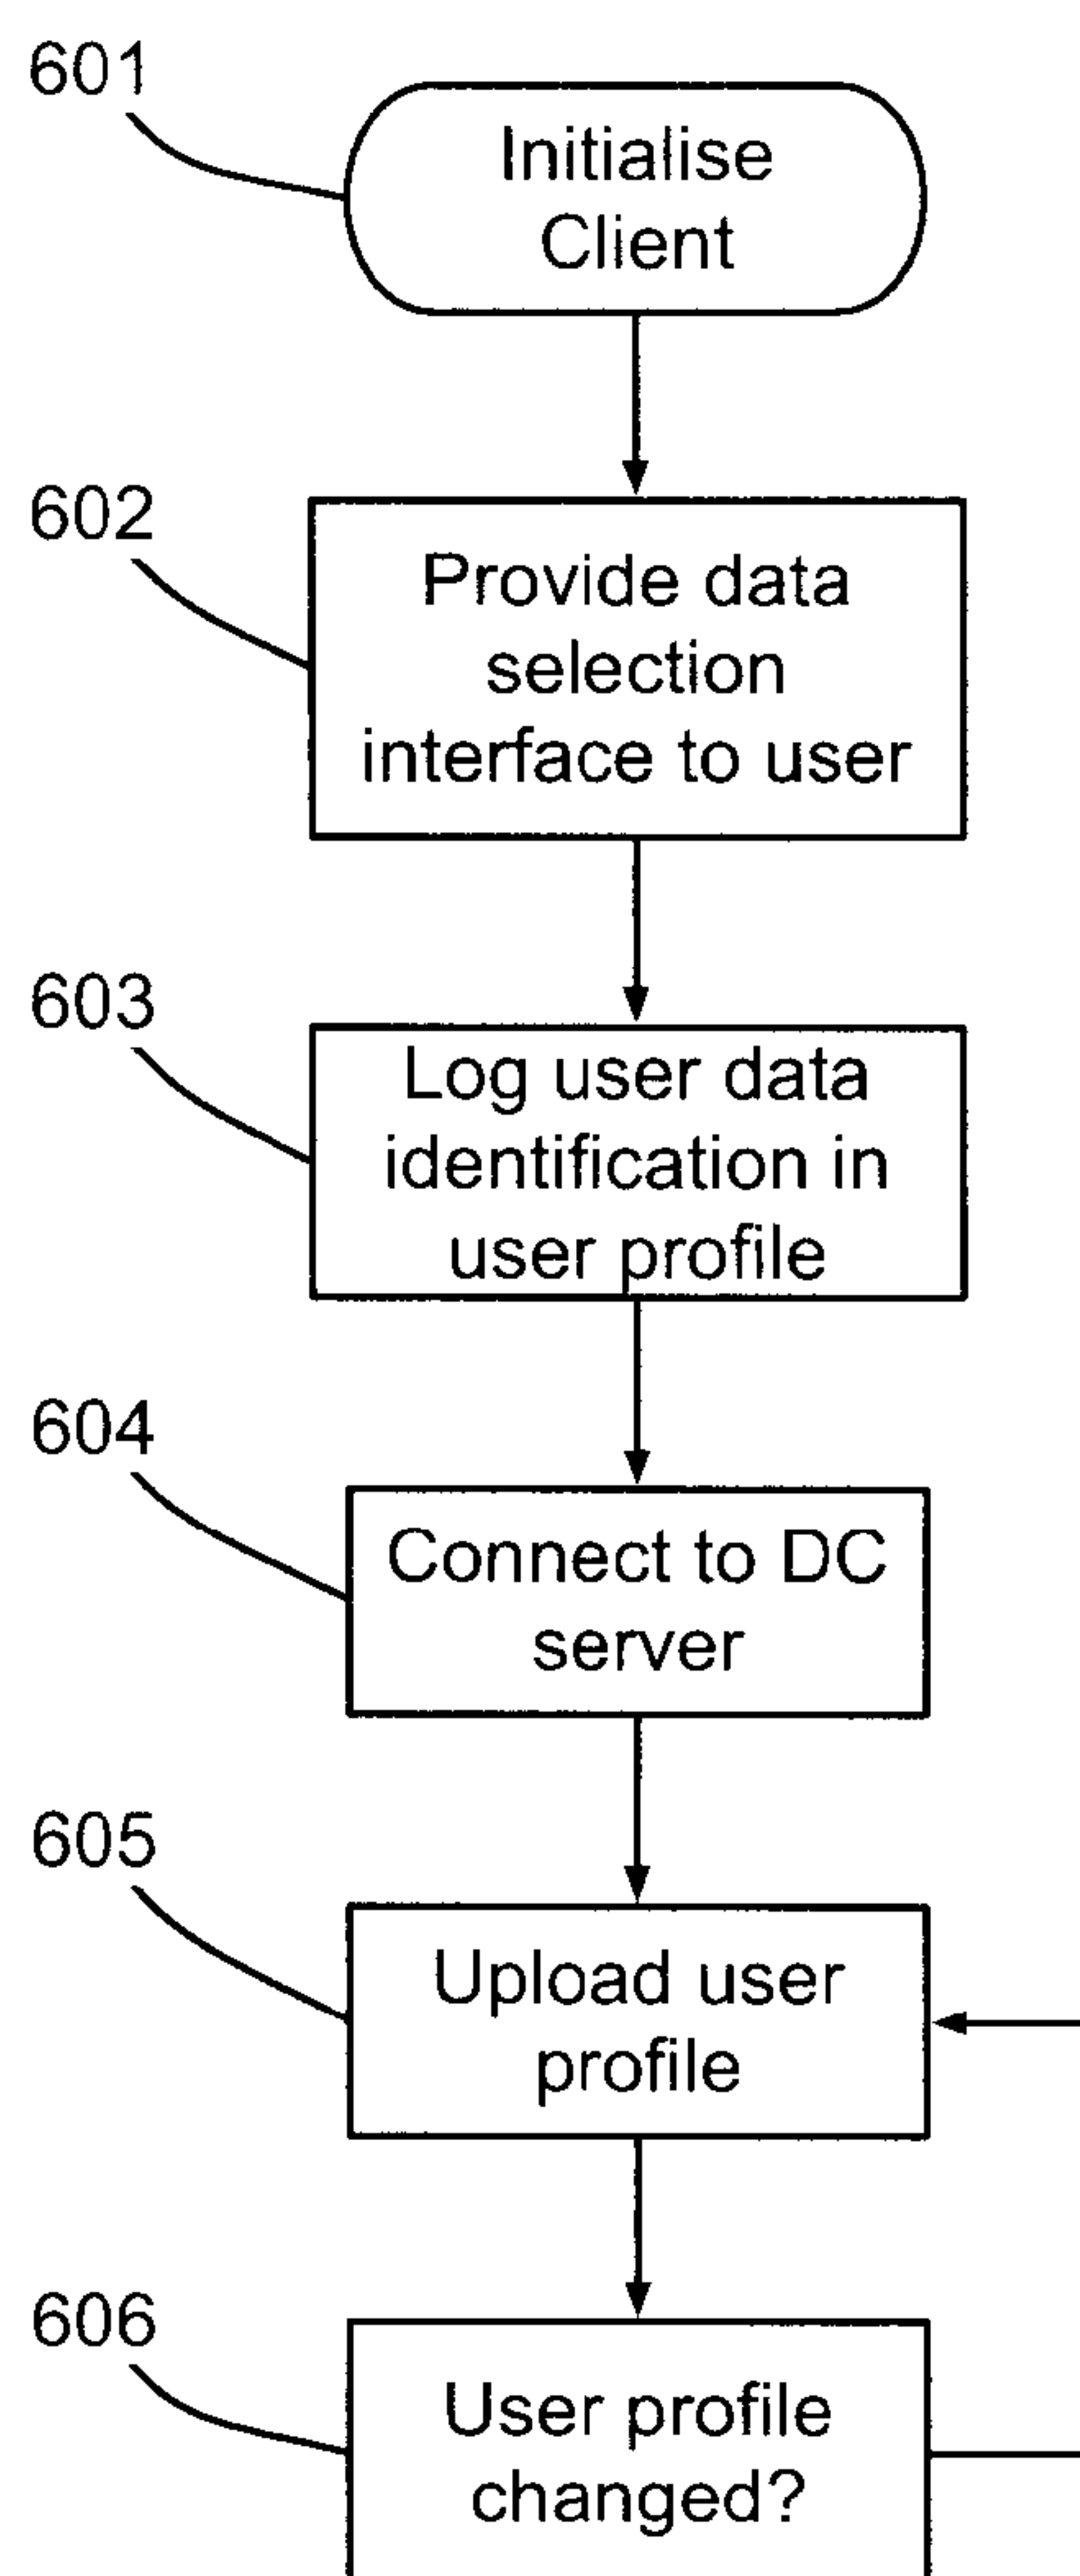 601
Initialise
Client
602
Provide data
selection
interface to user
603
Log user data
identification in
user profile
604
Connect to DC
server
605
Upload user
profile
606
User profile
changed?